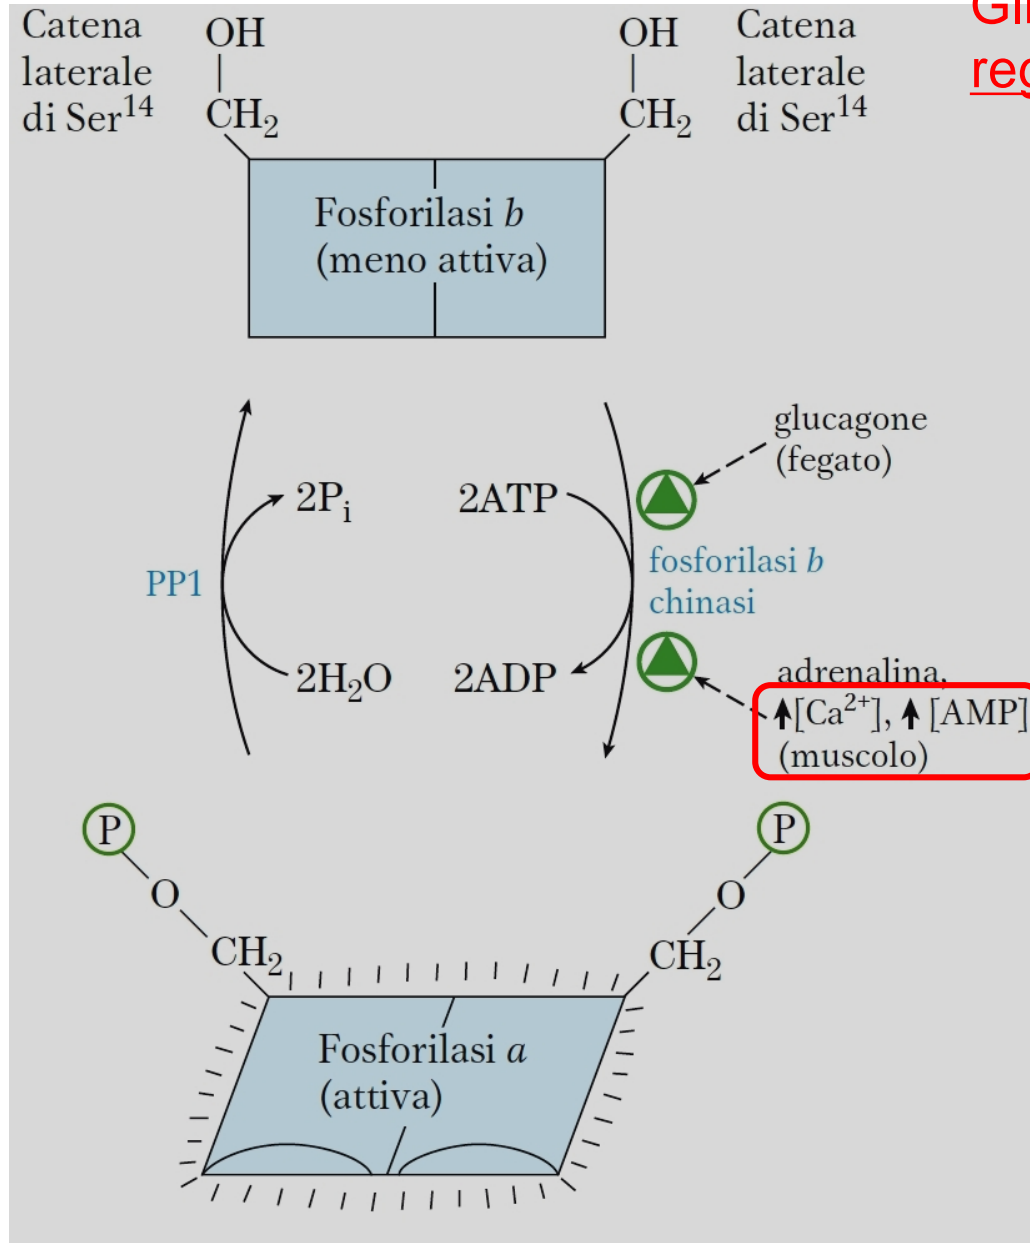 Catena
laterale
di Ser¹⁴
OH
CH₂
OH
CH₂
Catena
laterale
di Ser¹⁴
Fosforilasi b
(meno attiva)
glucagone
(fegato)
2Pᵢ
2ATP
PP1
fosforilasi b
chinasi
2H₂O
2ADP
adrenalina,
↑[Ca²⁺], ↑ [AMP]
(muscolo)
P
O
CH₂
P
O
CH₂
Fosforilasi a
(attiva)